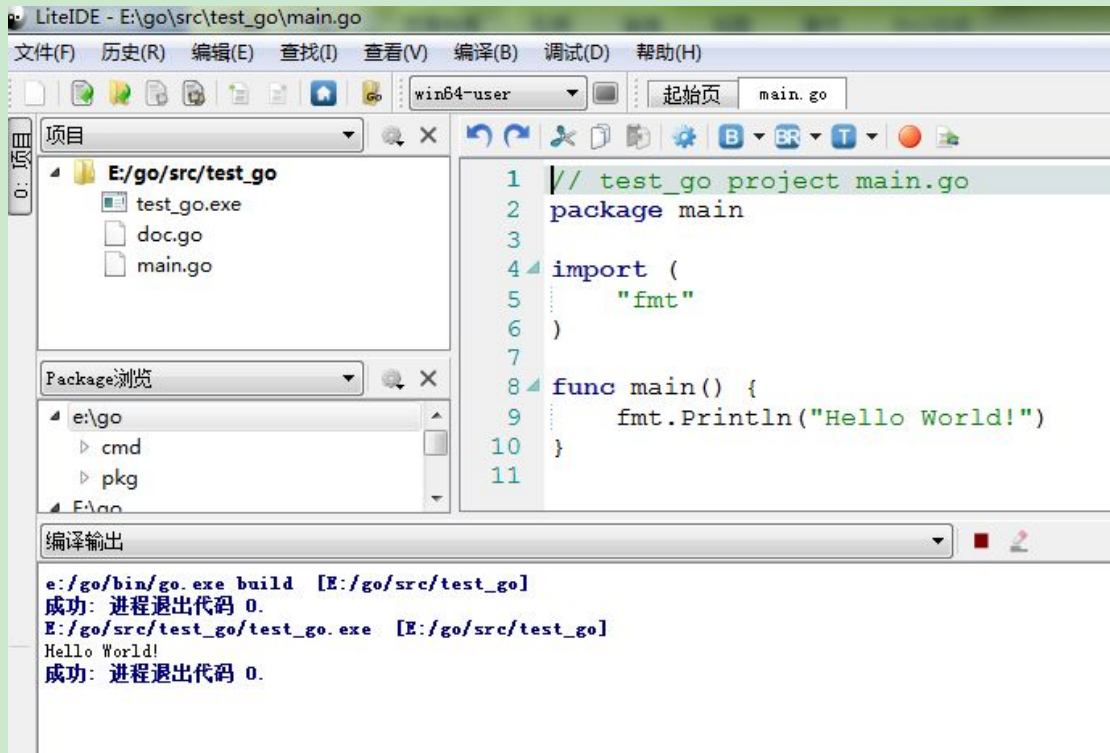 LiteIDE - E:\go\src\test_go\main.go
文件(F) 历史(R) 编辑(E) 查找(I) 查看(V) 编译(B) 调试(D) 帮助(H)
win64-user 起始页 main.go
0: 项目
项目
E:/go/src/test_go
test_go.exe
doc.go
main.go
Package浏览
e:\go
cmd
pkg
E:\go
B BR T
1 // test_go project main.go
2 package main
3
4 import (
5 "fmt"
6 )
7
8 func main() {
9 fmt.Println("Hello World!")
10 }
11
编译输出
e:/go/bin/go.exe build [E:/go/src/test_go]
成功: 进程退出代码 0.
E:/go/src/test_go/test_go.exe [E:/go/src/test_go]
Hello World!
成功: 进程退出代码 0.